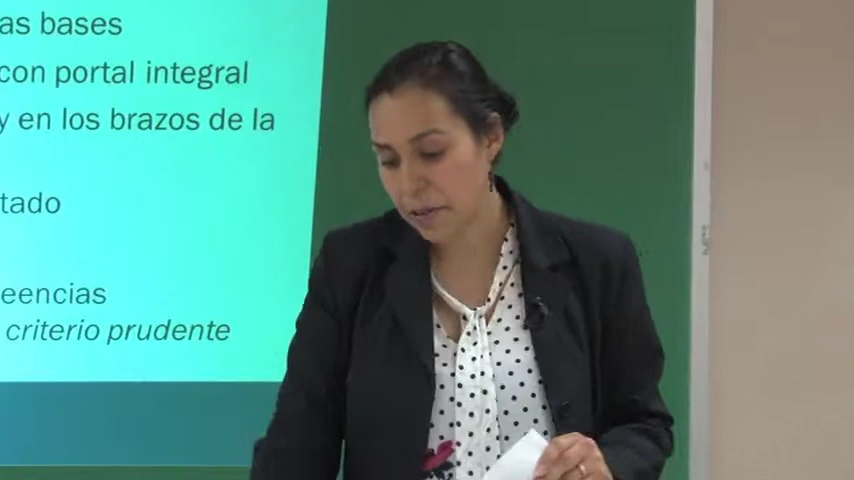 as bases
con portal integral
y en los brazos de la
tado
eencias
criterio prudente